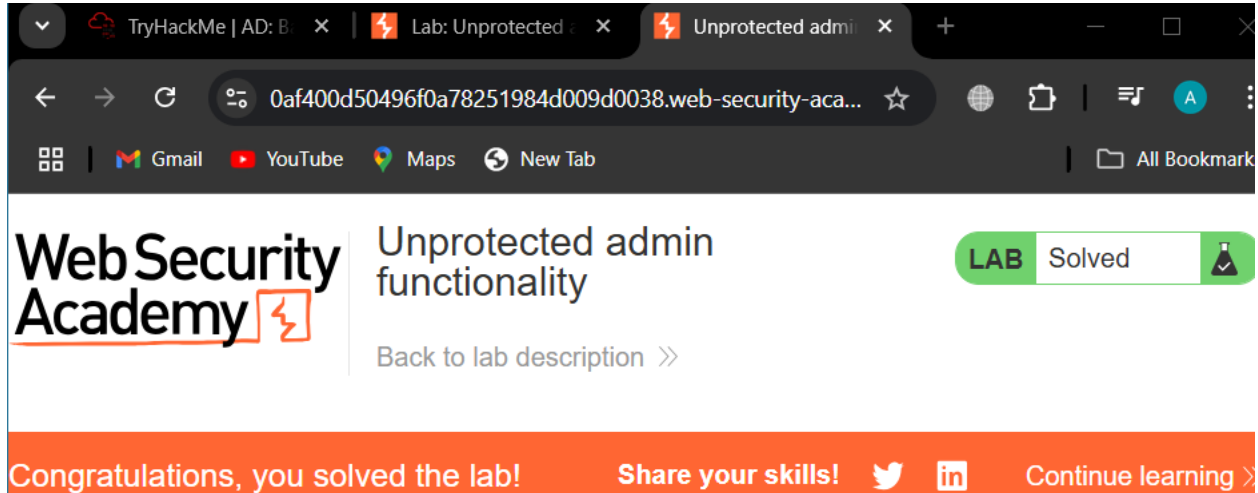 TryHackMe | AD: B
Lab: Unprotected a
Unprotected admi
0af400d50496f0a78251984d009d0038.web-security-aca...
A
Gmail
YouTube
Maps
New Tab
All Bookmark
Web Security
Academy
Unprotected admin
functionality
LAB Solved
Back to lab description
Congratulations, you solved the lab!
Share your skills!
in
Continue learning